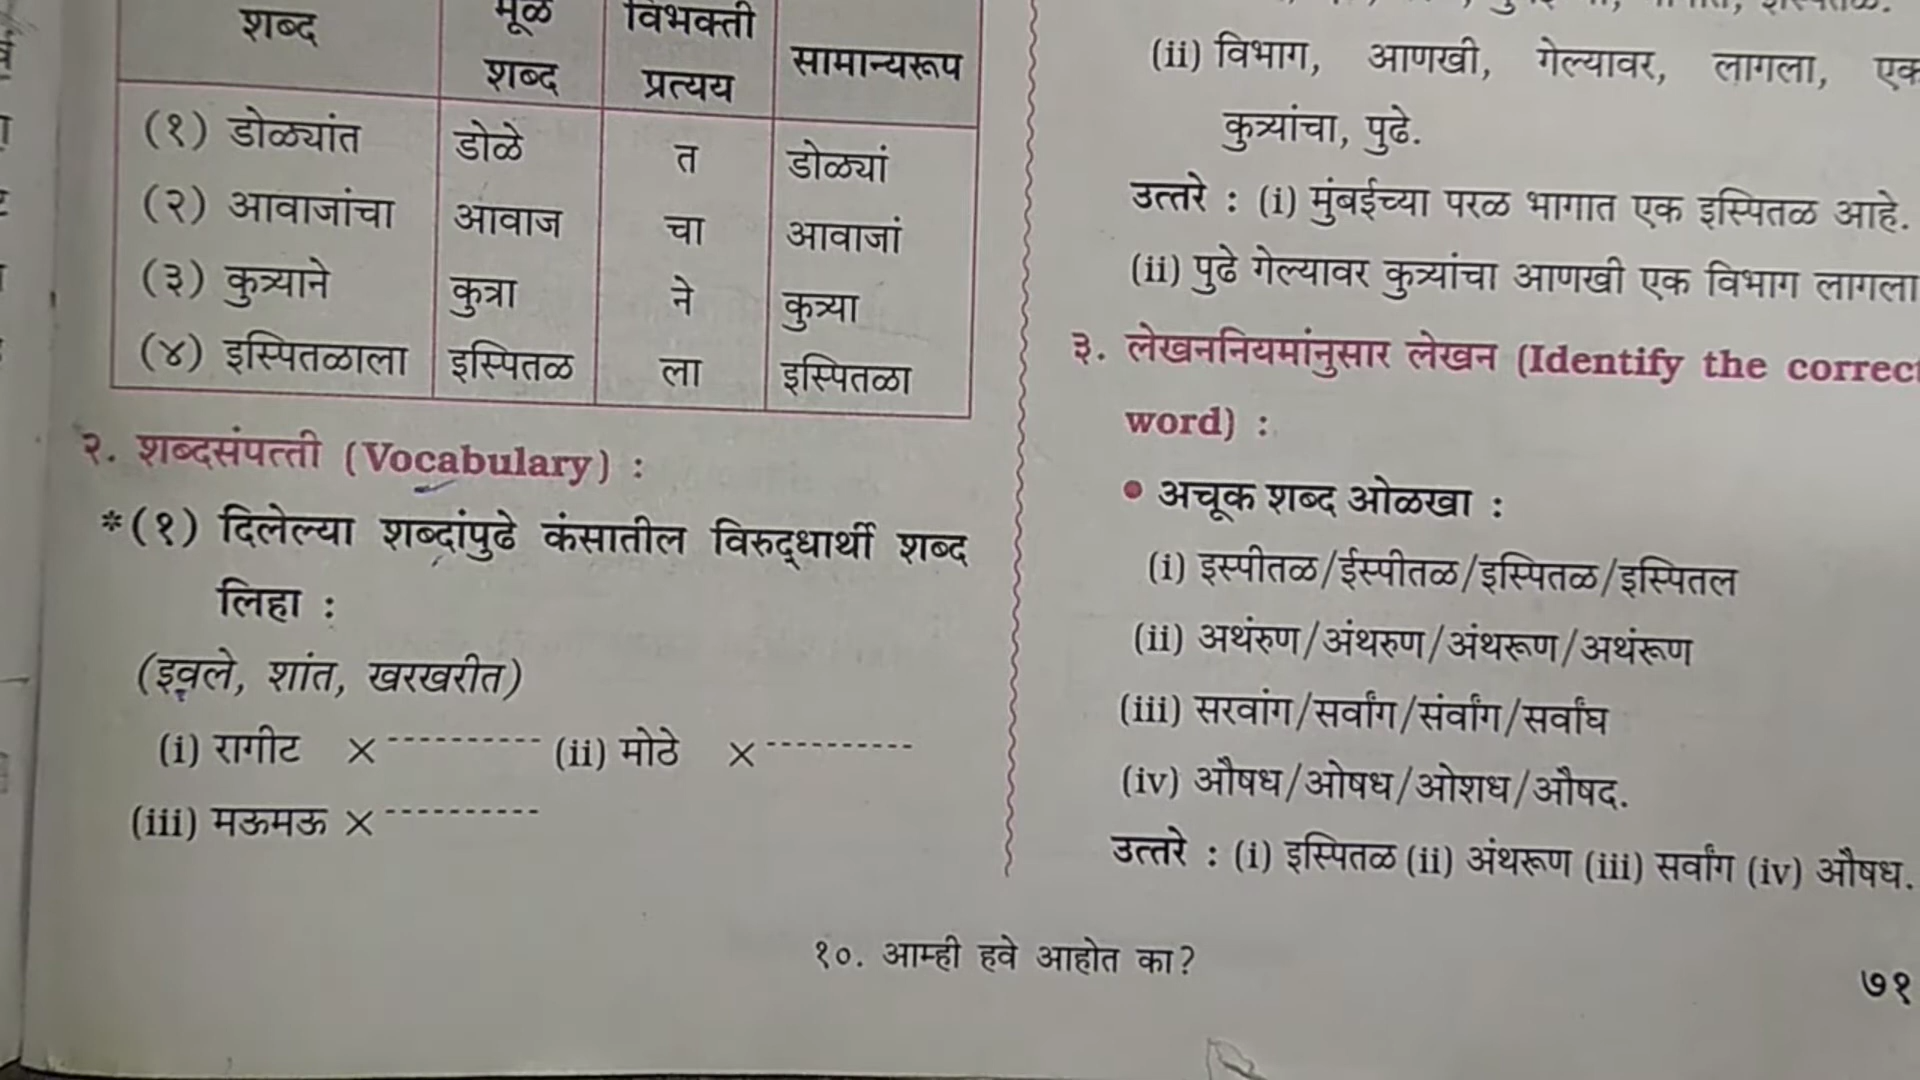 शब्द मूळ शब्द विभक्ती प्रत्यय सामान्यरूप
(१) डोळ्यांत डोळे त डोळ्यां
(२) आवाजांचा आवाज चा आवाजां
(३) कुत्र्याने कुत्रा ने कुत्र्या
(४) इस्पितळाला इस्पितळ ला इस्पितळा
२. शब्दसंपत्ती (Vocabulary) :
*(१) दिलेल्या शब्दांपुढे कंसातील विरुद्धार्थी शब्द
लिहा :
(इवले, शांत, खरखरीत)
(i) रागीट × ---------- (ii) मोठे × ----------
(iii) मऊमऊ × ----------
(ii) विभाग, आणखी, गेल्यावर, लागला, एक
कुत्र्यांचा, पुढे.
उत्तरे : (i) मुंबईच्या परळ भागात एक इस्पितळ आहे.
(ii) पुढे गेल्यावर कुत्र्यांचा आणखी एक विभाग लागला
३. लेखननियमांनुसार लेखन (Identify the correct
word) :
• अचूक शब्द ओळखा :
(i) इस्पीतळ/ईस्पीतळ/इस्पितळ/इस्पितल
(ii) अथंरुण/अंथरुण/अंथरूण/अथंरूण
(iii) सरवांग/सर्वांग/संर्वांग/सर्वांघ
(iv) औषध/ओषध/ओशध/औषद.
उत्तरे : (i) इस्पितळ (ii) अंथरूण (iii) सर्वांग (iv) औषध.
१०. आम्ही हवे आहोत का?
७१